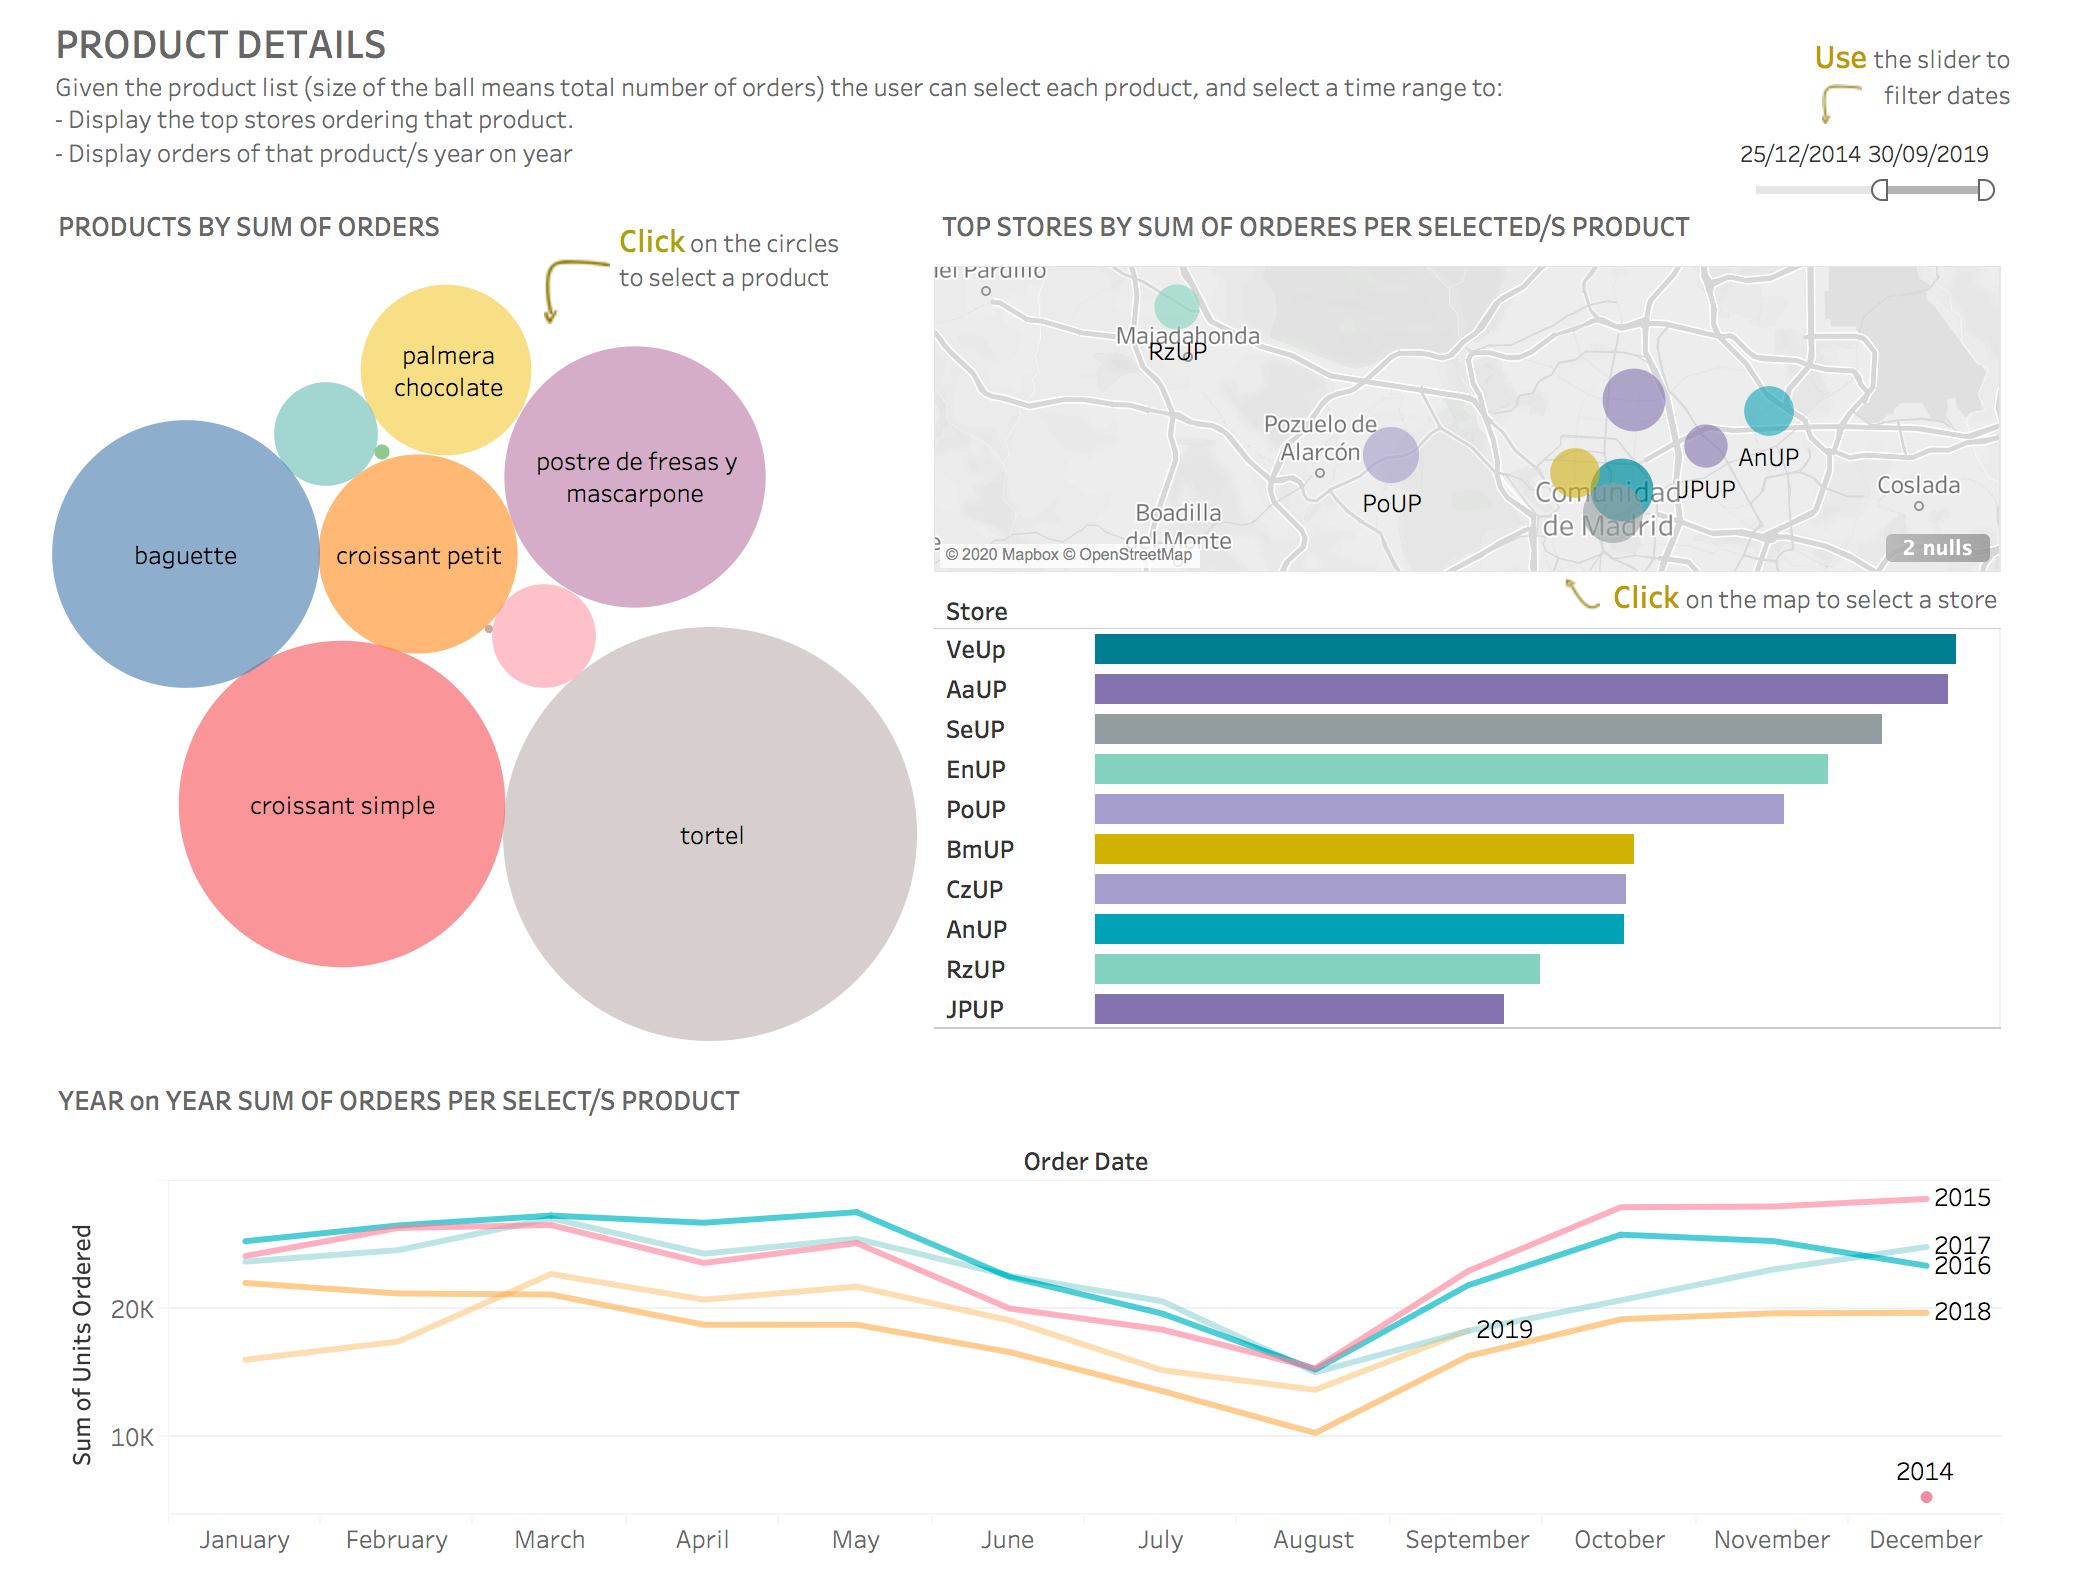 PRODUCT DETAILS
Given the product list (size of the ball means total number of orders) the user can select each product, and select a time range to:
- Display the top stores ordering that product.
- Display orders of that product/s year on year
Use the slider to
filter dates
25/12/2014 30/09/2019
PRODUCTS BY SUM OF ORDERS
Click on the circles
to select a product
palmera
chocolate
postre de fresas y
mascarpone
baguette
croissant petit
croissant simple
tortel
TOP STORES BY SUM OF ORDERES PER SELECTED/S PRODUCT
del Pardillo
Majadahonda
RzUP
Pozuelo de
Alarcón
PoUP
AnUP
JPUP
Comunidad
de Madrid
Coslada
Boadilla
del Monte
© 2020 Mapbox © OpenStreetMap
2 nulls
Click on the map to select a store
Store
VeUp
AaUP
SeUP
EnUP
PoUP
BmUP
CzUP
AnUP
RzUP
JPUP
YEAR on YEAR SUM OF ORDERS PER SELECT/S PRODUCT
Order Date
Sum of Units Ordered
20K
10K
2015
2017
2016
2018
2019
2014
January February March April May June July August September October November December